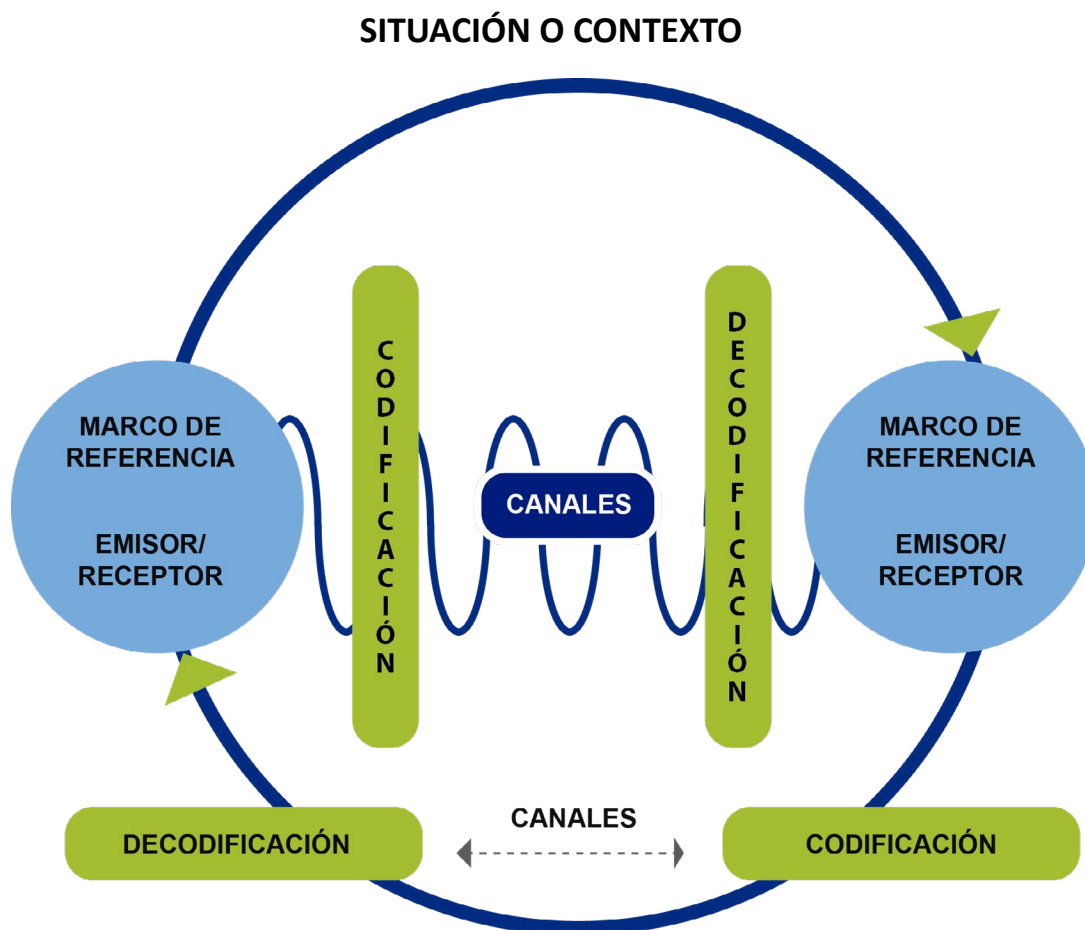 SITUACIÓN O CONTEXTO
MARCO DE
REFERENCIA
EMISOR/
RECEPTOR
CODIFICACIÓN
CANALES
DECODIFICACIÓN
MARCO DE
REFERENCIA
EMISOR/
RECEPTOR
DECODIFICACIÓN
CANALES
CODIFICACIÓN